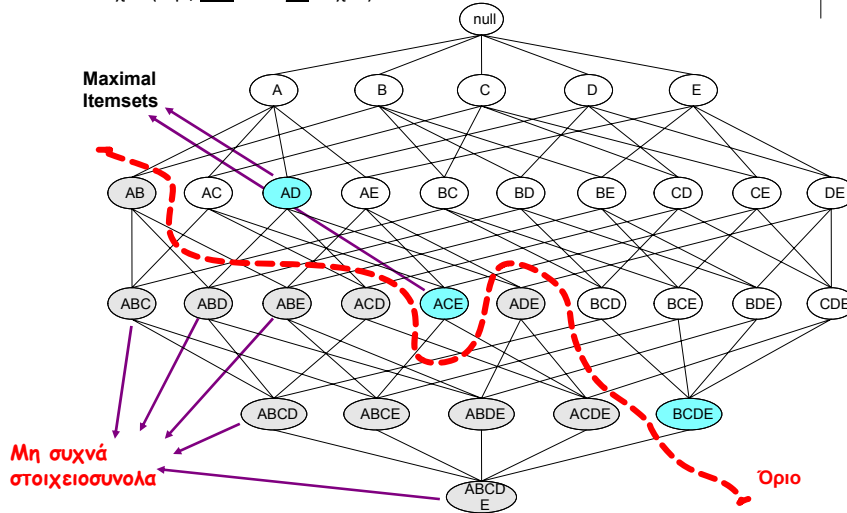 null
Maximal
Itemsets
A B C D E
AB AC AD AE BC BD BE CD CE DE
ABC ABD ABE ACD ACE ADE BCD BCE BDE CDE
ABCD ABCE ABDE ACDE BCDE
Μη συχνά
στοιχειοσυνολα
ABCD
E
Όριο